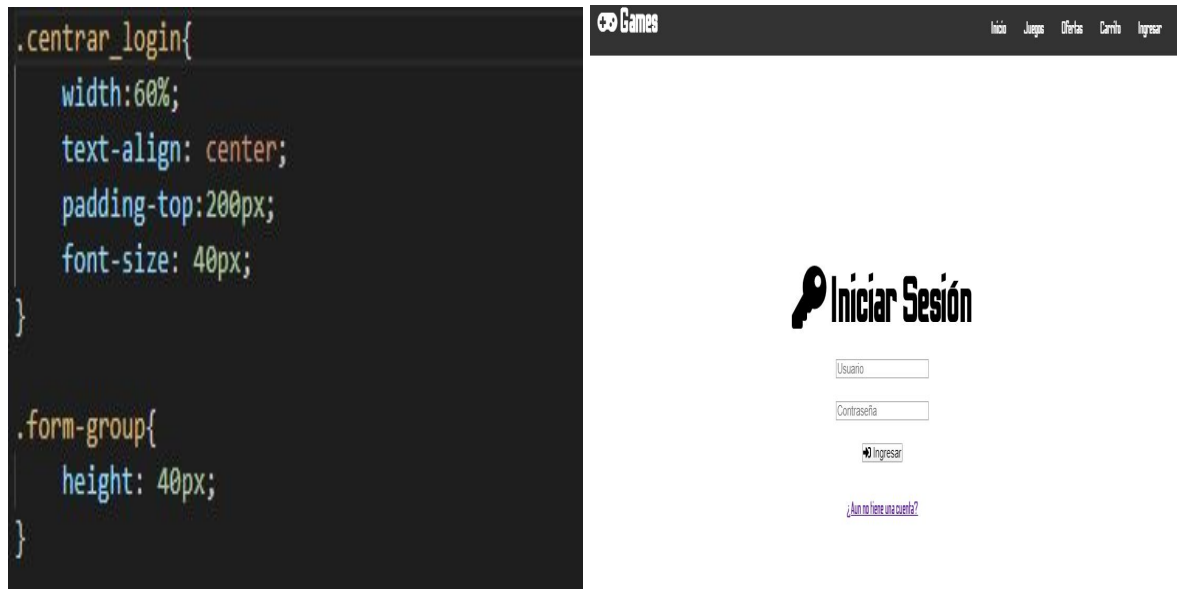 .centrar_login{
width:60%;
text-align: center;
padding-top:200px;
font-size: 40px;
}
.form-group{
height: 40px;
}
Games
Inicio Juegos Ofertas Carrito Ingresar
Iniciar Sesión
Usuario
Contraseña
Ingresar
¿Aun no tiene una cuenta?